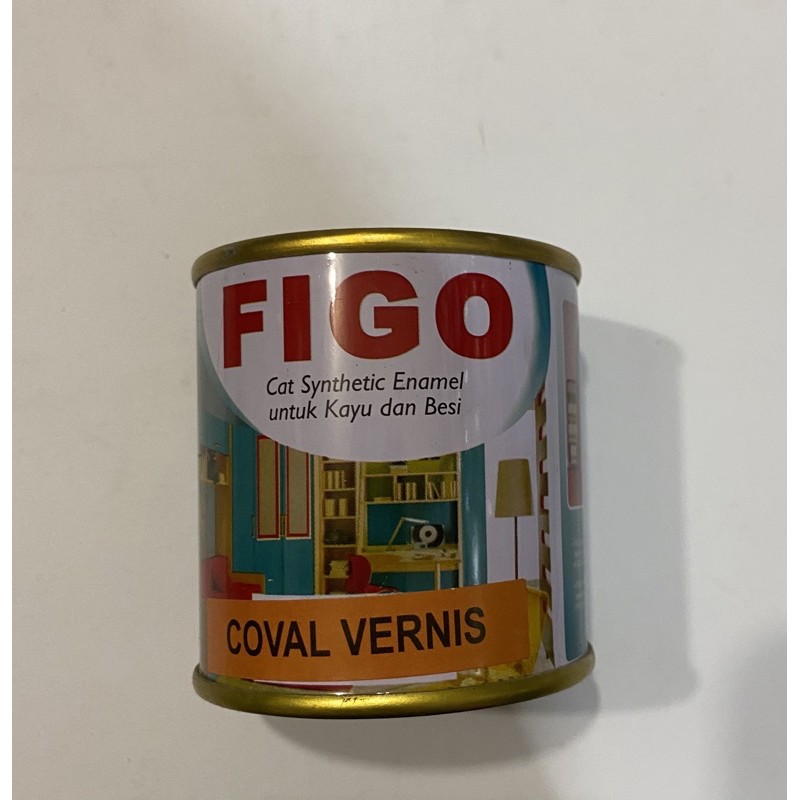 FIGO
Cat Synthetic Enamel
untuk Kayu dan Besi
COVAL VERNIS